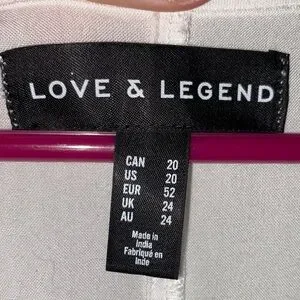 LOVE & LEGEND
CAN 20
US 20
EUR 52
UK 24
AU 24
Made in
India
Fabriqué en
Inde